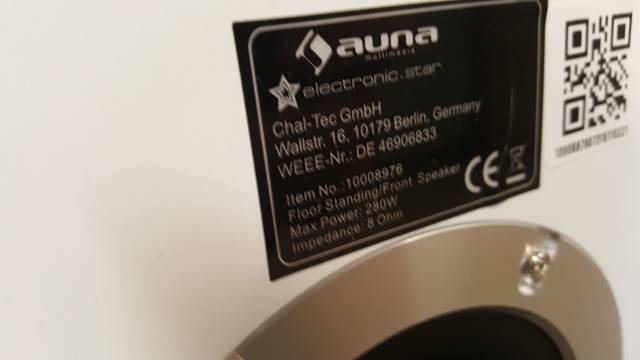 auna
multimedia
electronic.star
Chal-Tec GmbH
Wallstr. 16, 10179 Berlin, Germany
WEEE-Nr.: DE 46906833
Item No.:10008976
Floor Standing/Front Speaker
Max Power: 280W
Impedance: 8 Ohm
CE